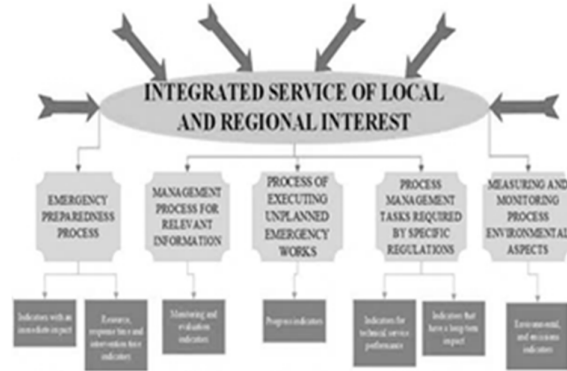 INTEGRATED SERVICE OF LOCAL
AND REGIONAL INTEREST
EMERGENCY
PREPAREDNESS
PROCESS
MANAGEMENT
PROCESS FOR
RELEVANT
INFORMATION
PROCESS OF
EXECUTING
UNPLANNED
EMERGENCY
WORKS
PROCESS
MANAGEMENT
TASKS REQUIRED
BY SPECIFIC
REGULATIONS
MEASURING AND
MONITORING
PROCESS
ENVIRONMENTAL
ASPECTS
Indicators with an
immediate impact
Resource,
response time and
intervention time
indicators
Monitoring and
evaluation
indicators
Progress indicators
Indicators for
technical service
performance
Indicators that
have a long-term
impact
Environmental,
and emissions
indicators